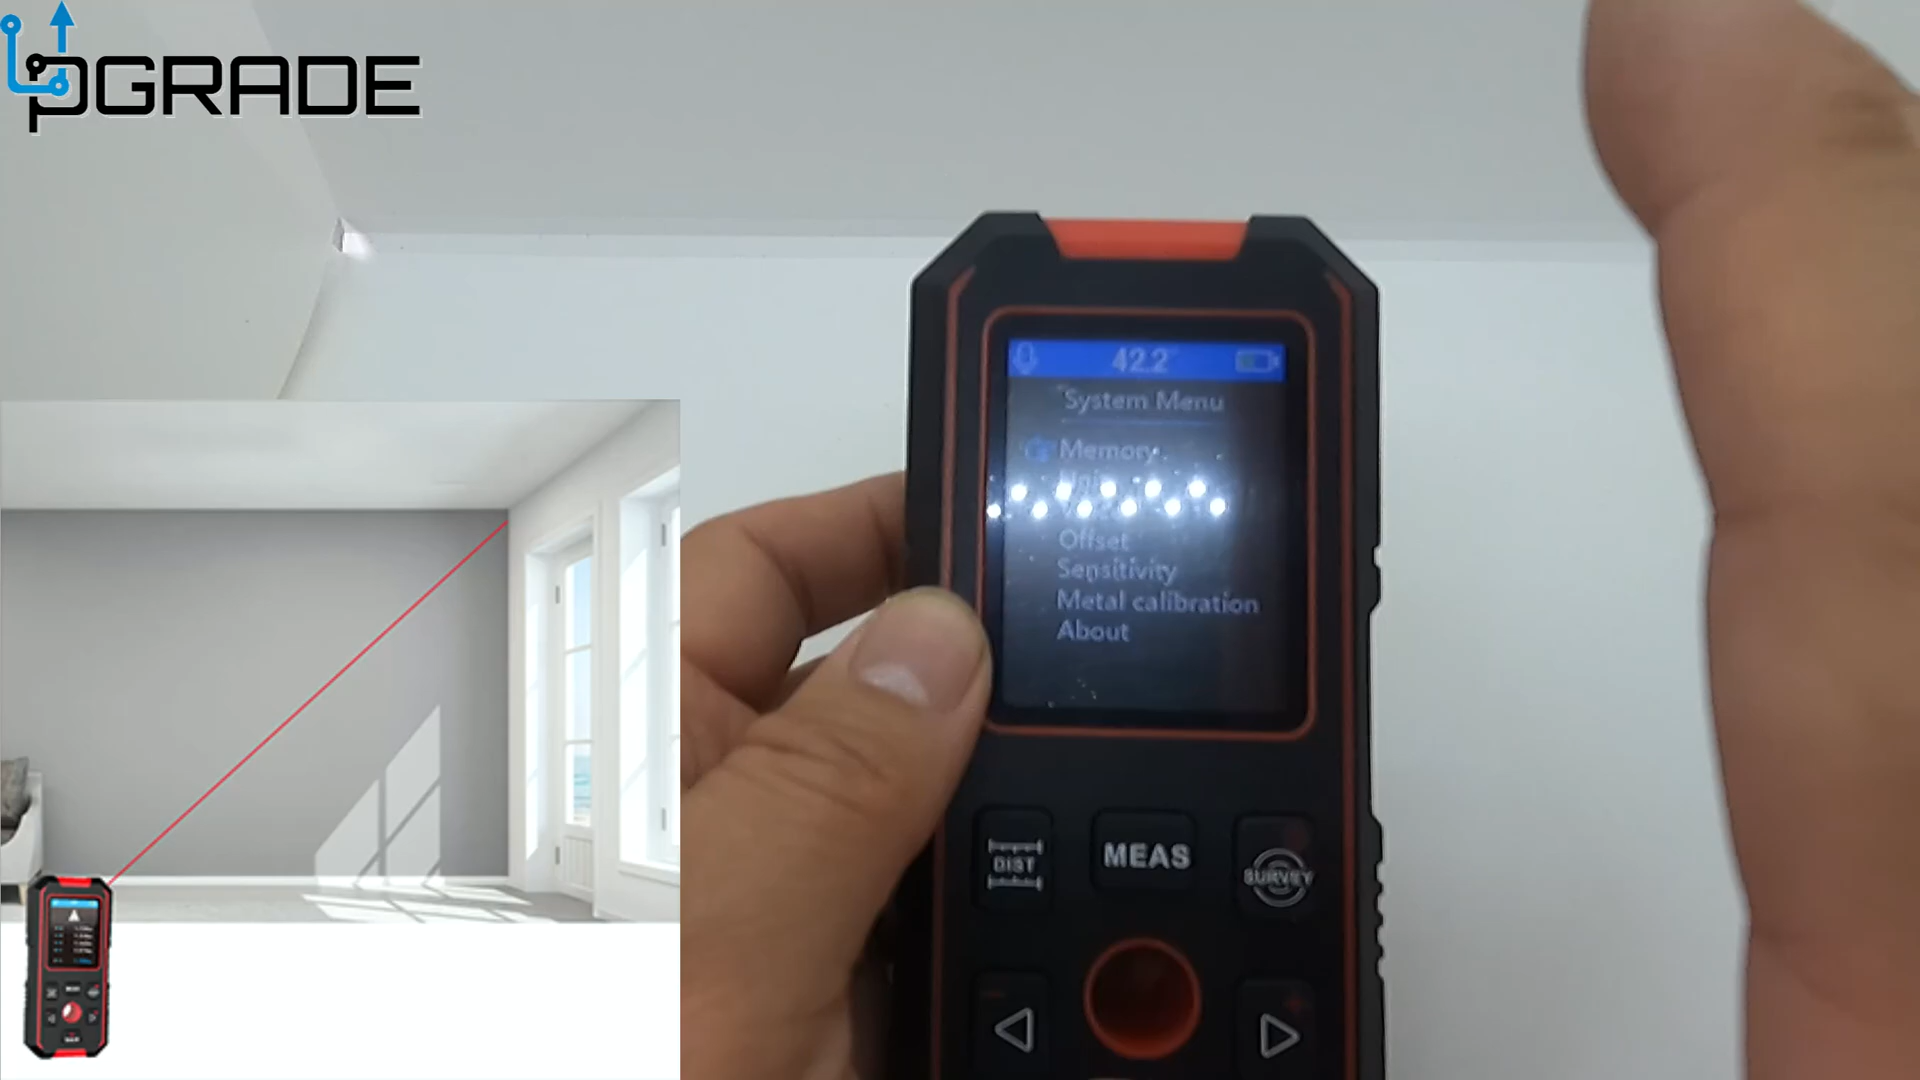 UpGRADE
42.2
System Menu
Memory
Offset
Sensitivity
Metal calibration
About
DIST
MEAS
SURVEY